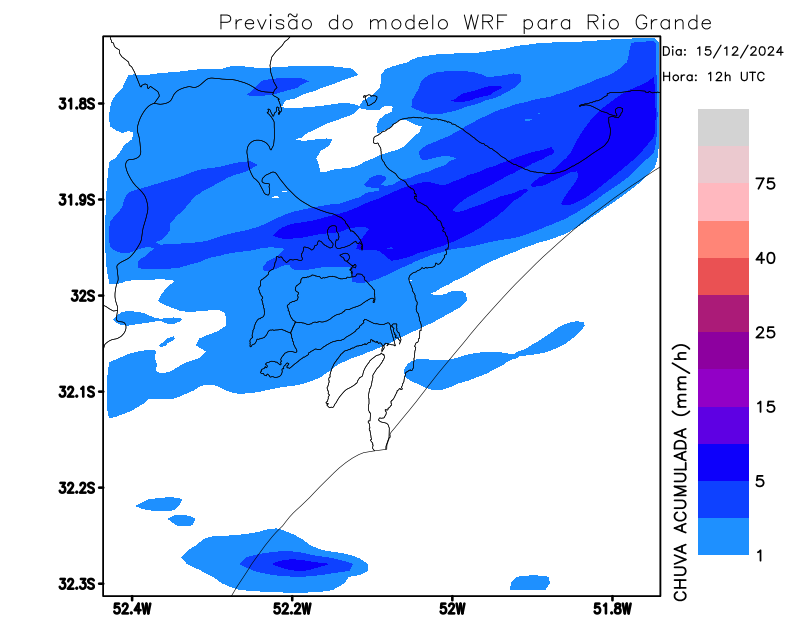 Previsão do modelo WRF para Rio Grande
Dia: 15/12/2024
Hora: 12h UTC
31.8S
31.9S
32S
32.1S
32.2S
32.3S
52.4W
52.2W
52W
51.8W
75
40
25
15
5
1
CHUVA ACUMULADA (mm/h)